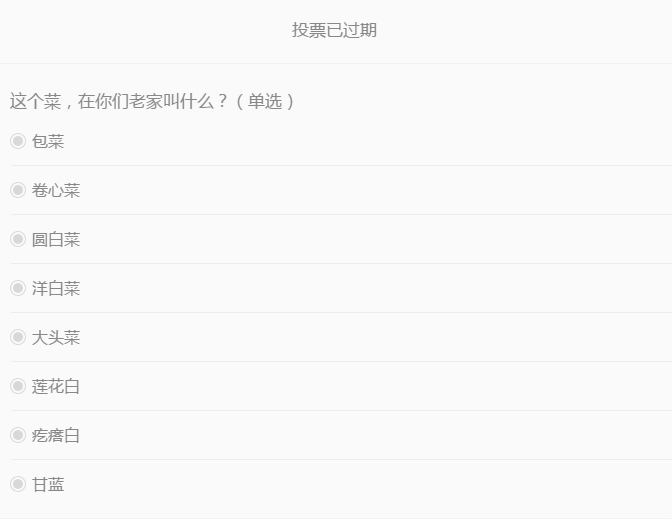 投票已过期
这个菜，在你们老家叫什么？（单选）
包菜
卷心菜
圆白菜
洋白菜
大头菜
莲花白
疙瘩白
甘蓝